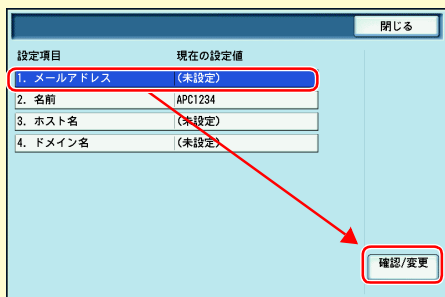 閉じる
設定項目 現在の設定値
1. メールアドレス (未設定)
2. 名前 APC1234
3. ホスト名 (未設定)
4. ドメイン名 (未設定)
確認/変更